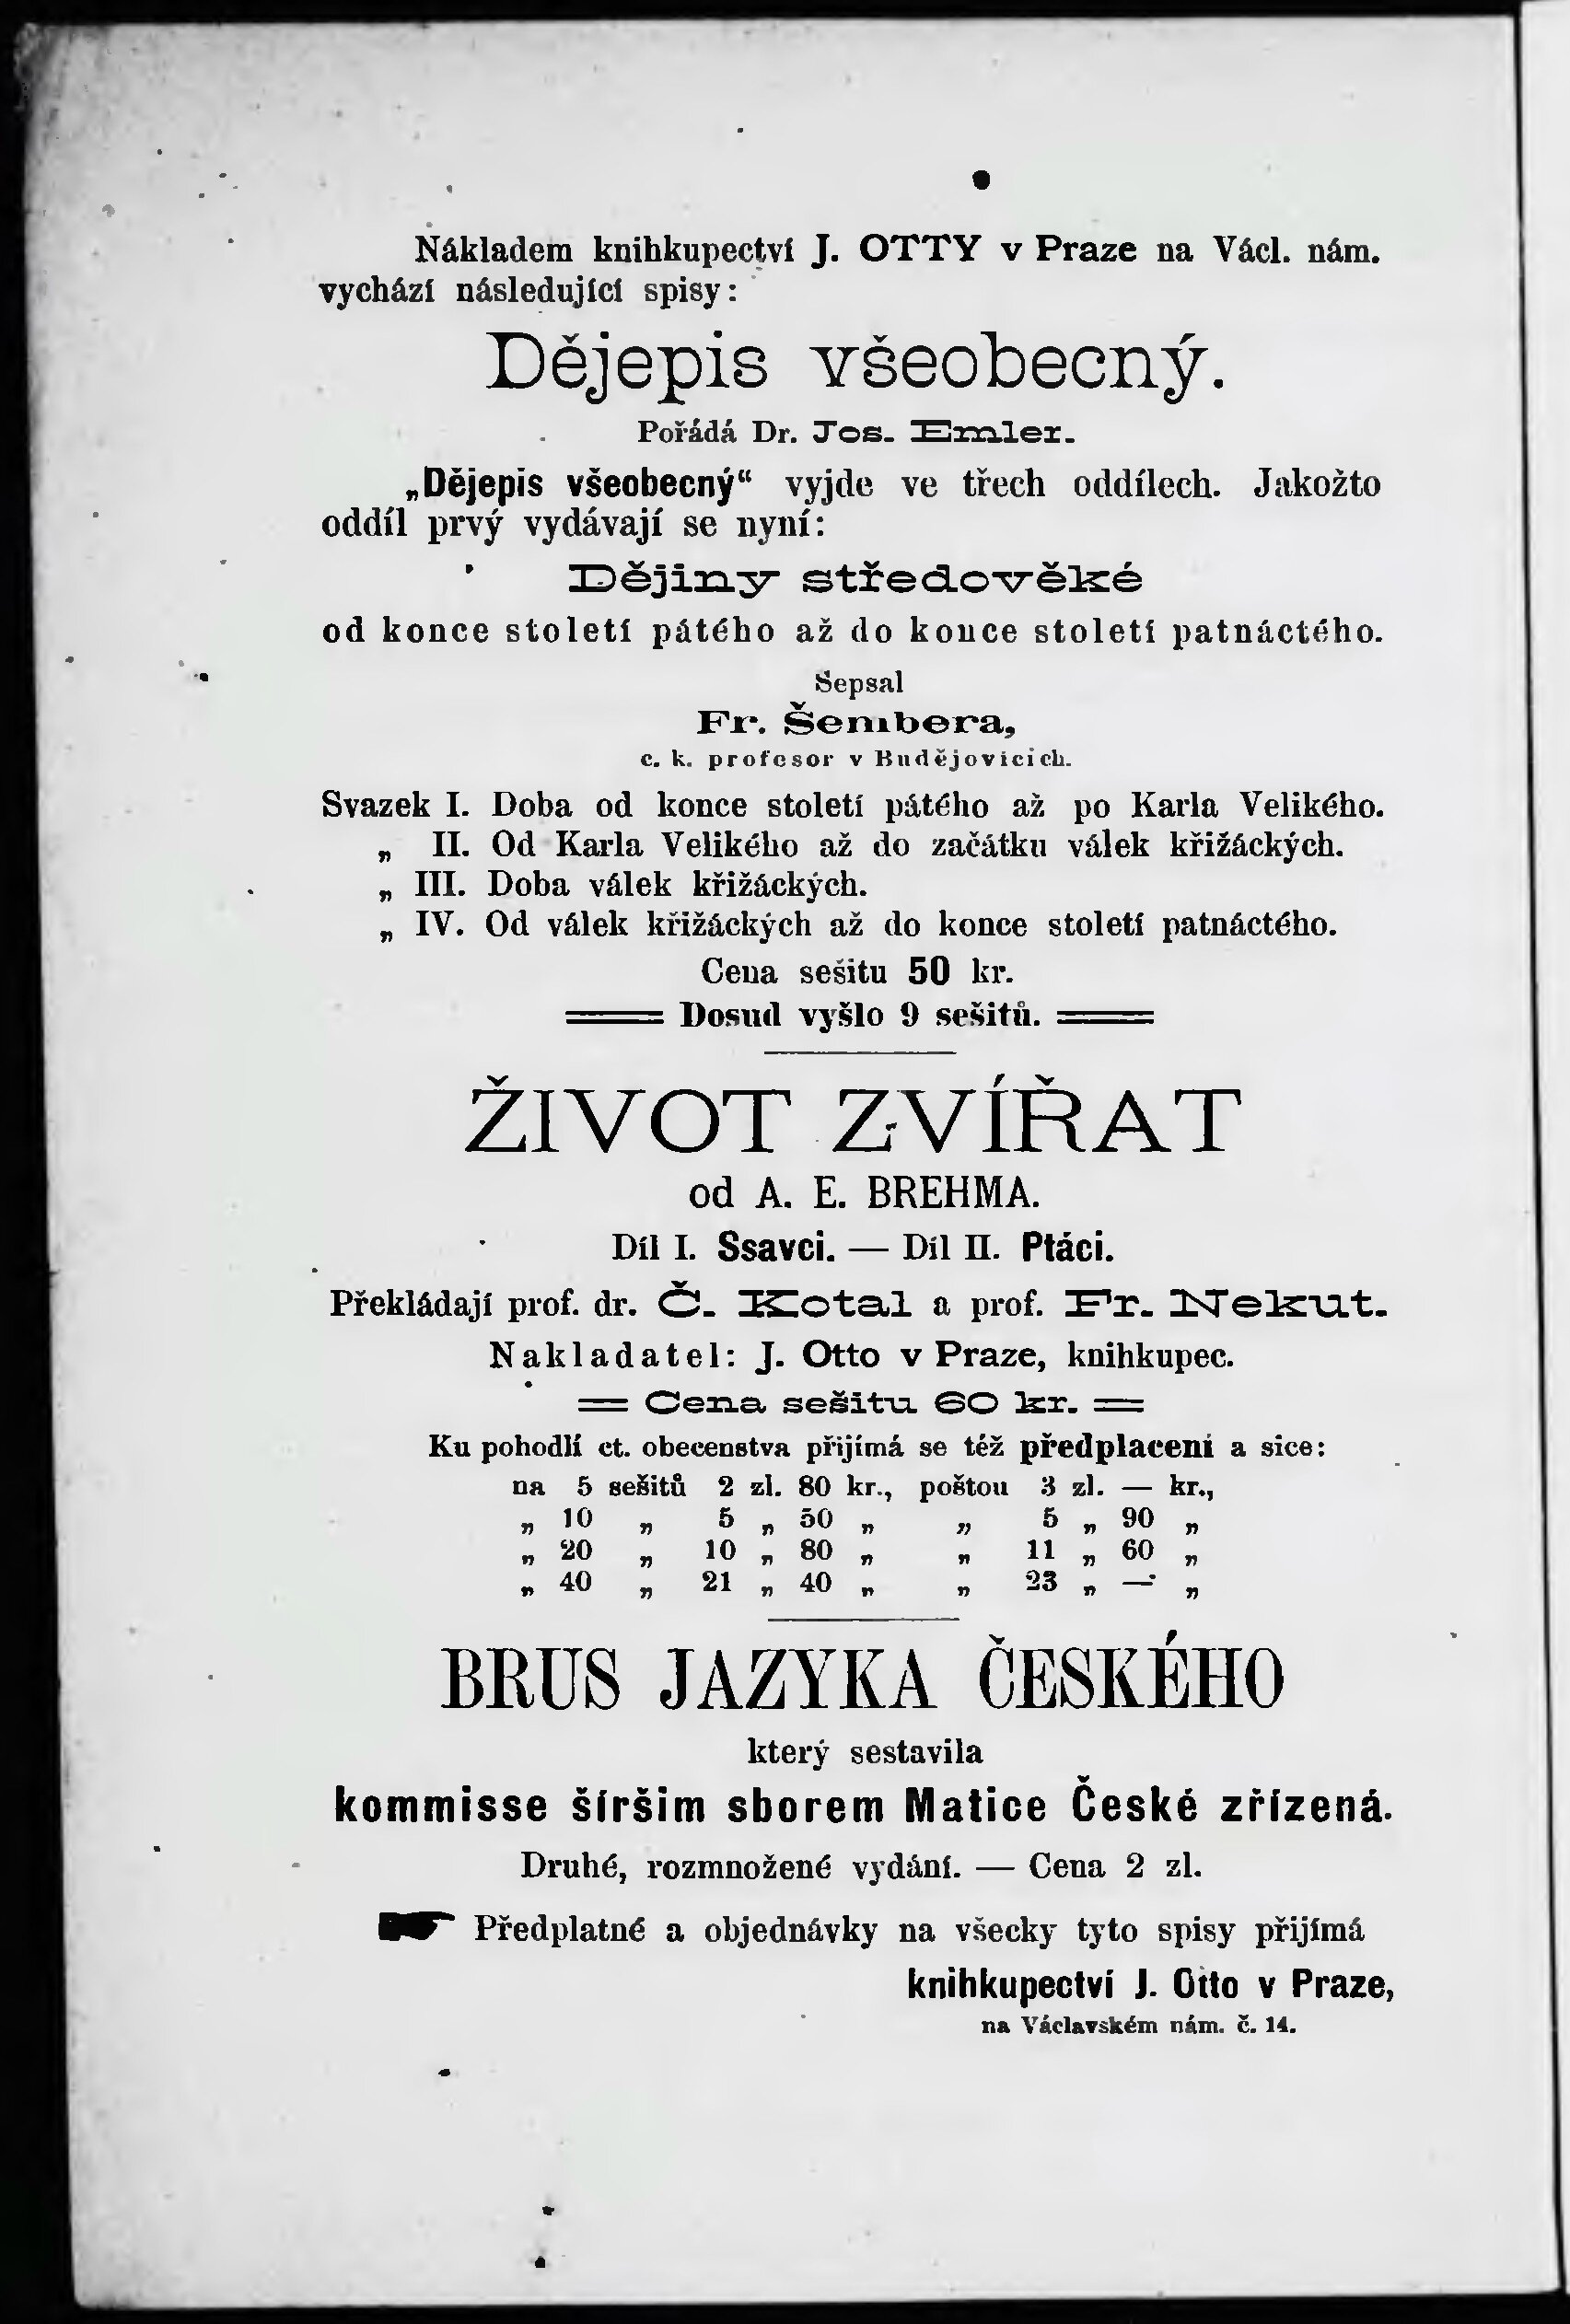 Nákladem knihkupectví J. OTTY v Praze na Václ. nám.
vychází následující spisy:
Dějepis všeobecný.
Pořádá Dr. Jos. Emler.
„Dějepis všeobecný“ vyjde ve třech oddílech. Jakožto
oddíl prvý vydávají se nyní:
Dějiny středověké
od konce století pátého až do konce století patnáctého.
Sepsal
Fr. Šembera,
c. k. profesor v Budějovicích.
Svazek I. Doba od konce století pátého až po Karla Velikého.
„ II. Od Karla Velikého až do začátku válek křižáckých.
„ III. Doba válek křižáckých.
„ IV. Od válek křižáckých až do konce století patnáctého.
Cena sešitu 50 kr.
Dosud vyšlo 9 sešitů.
ŽIVOT ZVÍŘAT
od A. E. BREHMA.
Díl I. Ssavci. — Díl II. Ptáci.
Překládají prof. dr. Č. Kotal a prof. Fr. Nekut.
Nakladatel: J. Otto v Praze, knihkupec.
Cena sešitu 60 kr.
Ku pohodlí ct. obecenstva přijímá se též předplacení a sice:
na 5 sešitů 2 zl. 80 kr., poštou 3 zl. — kr.,
„ 10 „ 5 „ 50 „ „ 5 „ 90 „
„ 20 „ 10 „ 80 „ „ 11 „ 60 „
„ 40 „ 21 „ 40 „ „ 23 „ — „
BRUS JAZYKA ČESKÉHO
který sestavila
kommisse šíršim sborem Matice České zřízená.
Druhé, rozmnožené vydání. — Cena 2 zl.
☛ Předplatné a objednávky na všecky tyto spisy přijímá
knihkupectví J. Otto v Praze,
na Václavském nám. č. 14.